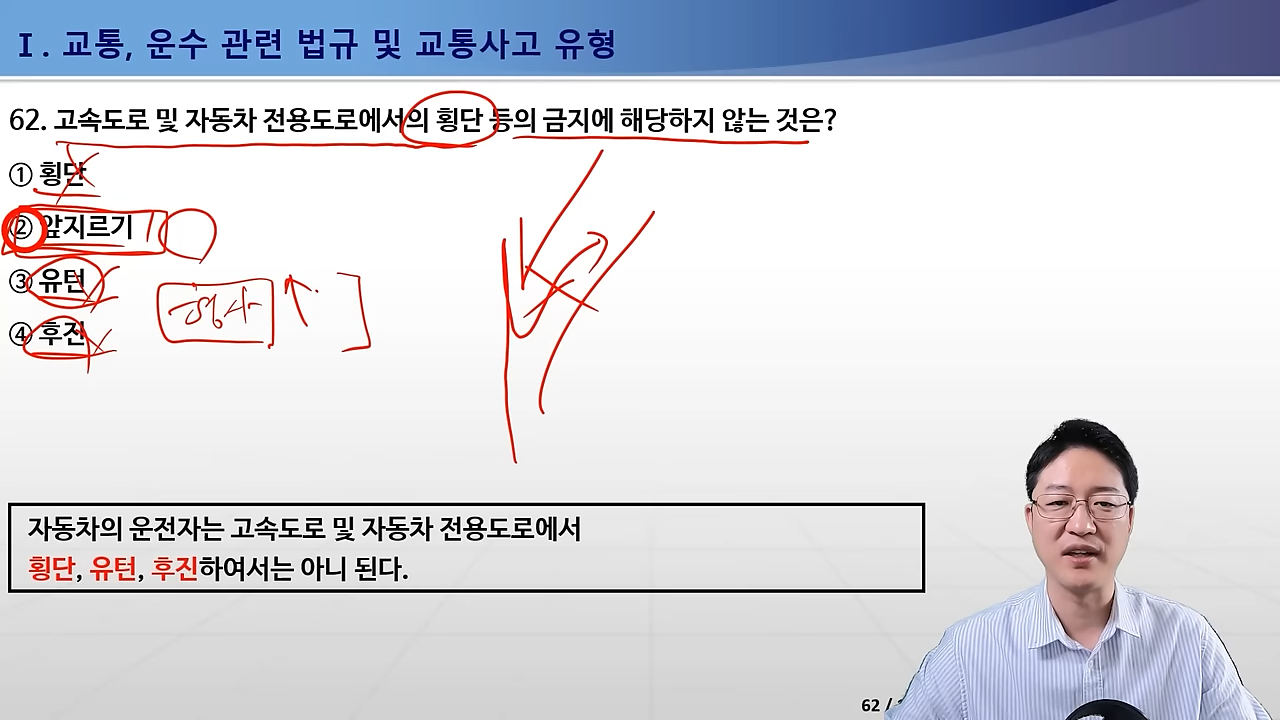 Ⅰ. 교통, 운수 관련 법규 및 교통사고 유형
62. 고속도로 및 자동차 전용도로에서의 횡단 등의 금지에 해당하지 않는 것은?
① 횡단
② 앞지르기
③ 유턴
④ 후진
자동차의 운전자는 고속도로 및 자동차 전용도로에서
횡단, 유턴, 후진하여서는 아니 된다.
62 /